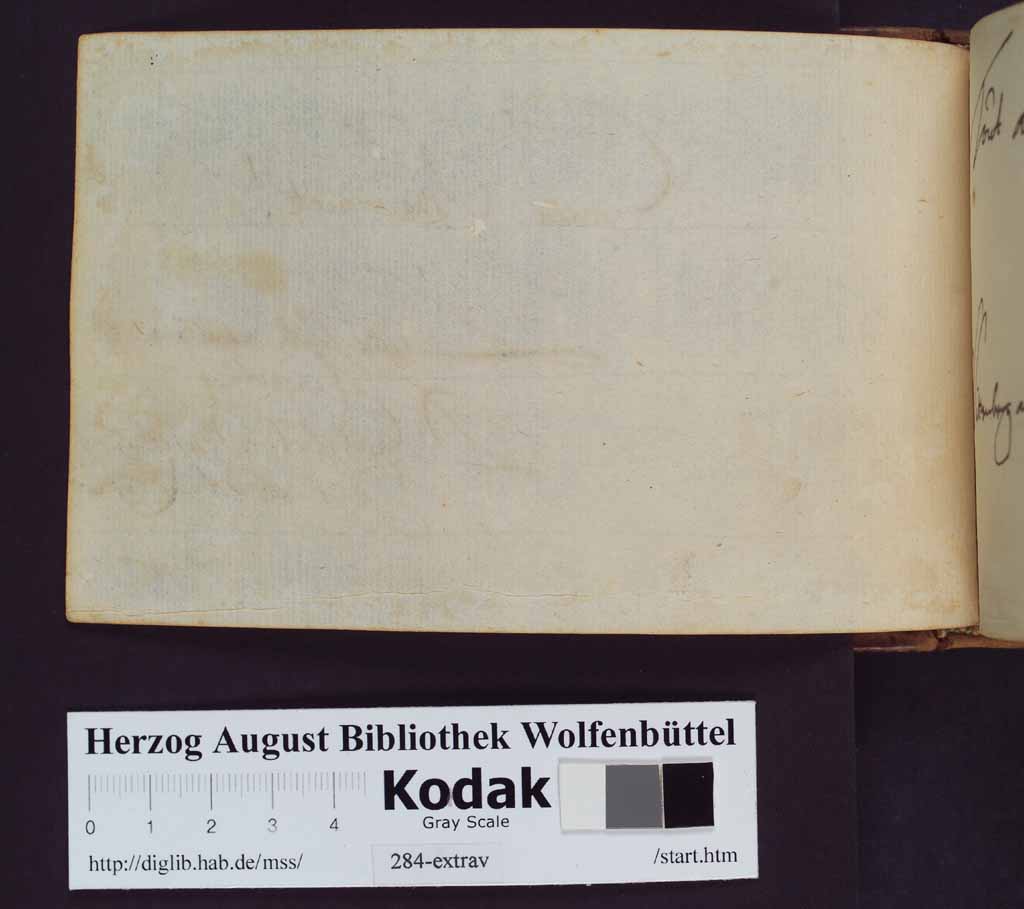 Tout
Herzog August Bibliothek Wolfenbüttel
Kodak
Gray Scale
0 1 2 3 4
http://diglib.hab.de/mss/ 284-extrav /start.htm